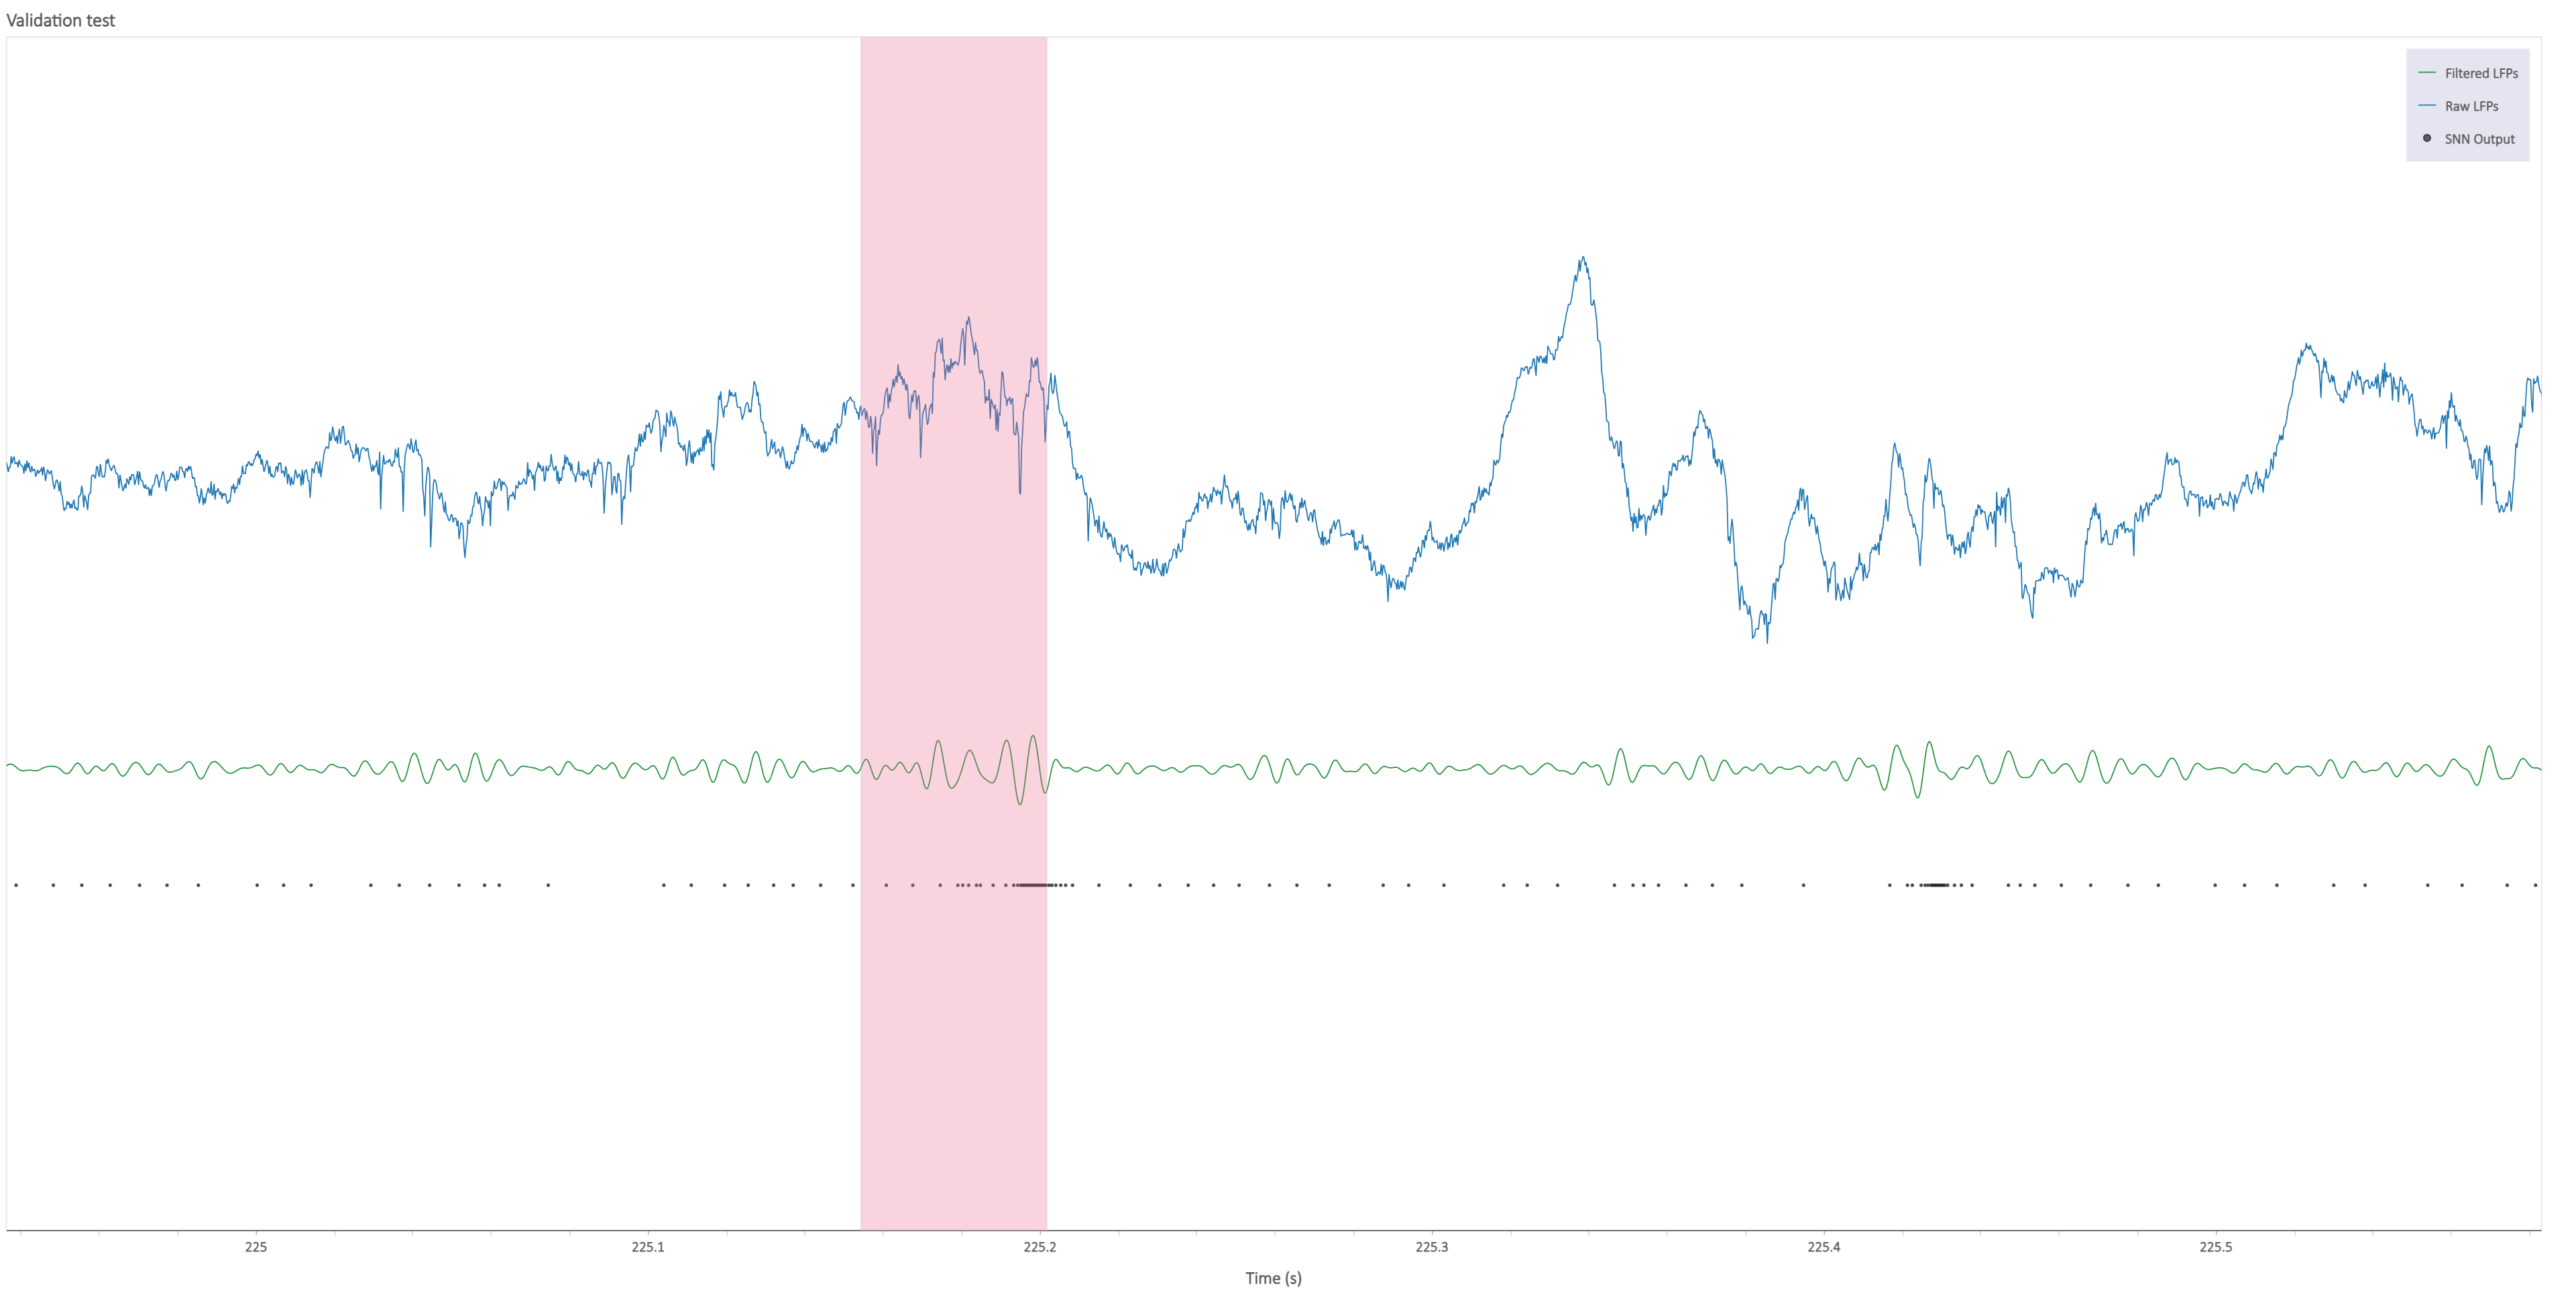 Validation test
Filtered LFPs
Raw LFPs
SNN Output
225 225.1 225.2 225.3 225.4 225.5
Time (s)